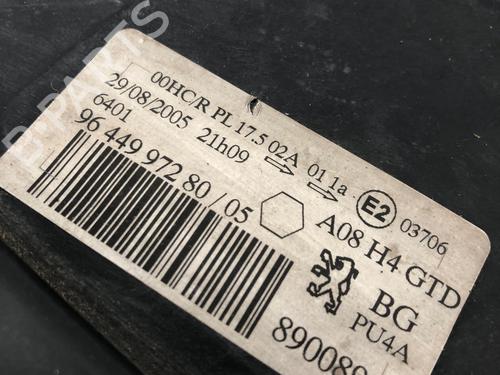 B-PARTS
00HC/R PL 17.5 02A 01 1a
29/08/2005 21h09
E2
03706
6401
96 449 972 80 / 05
A08 H4 GTD
BG
PU4A
890089